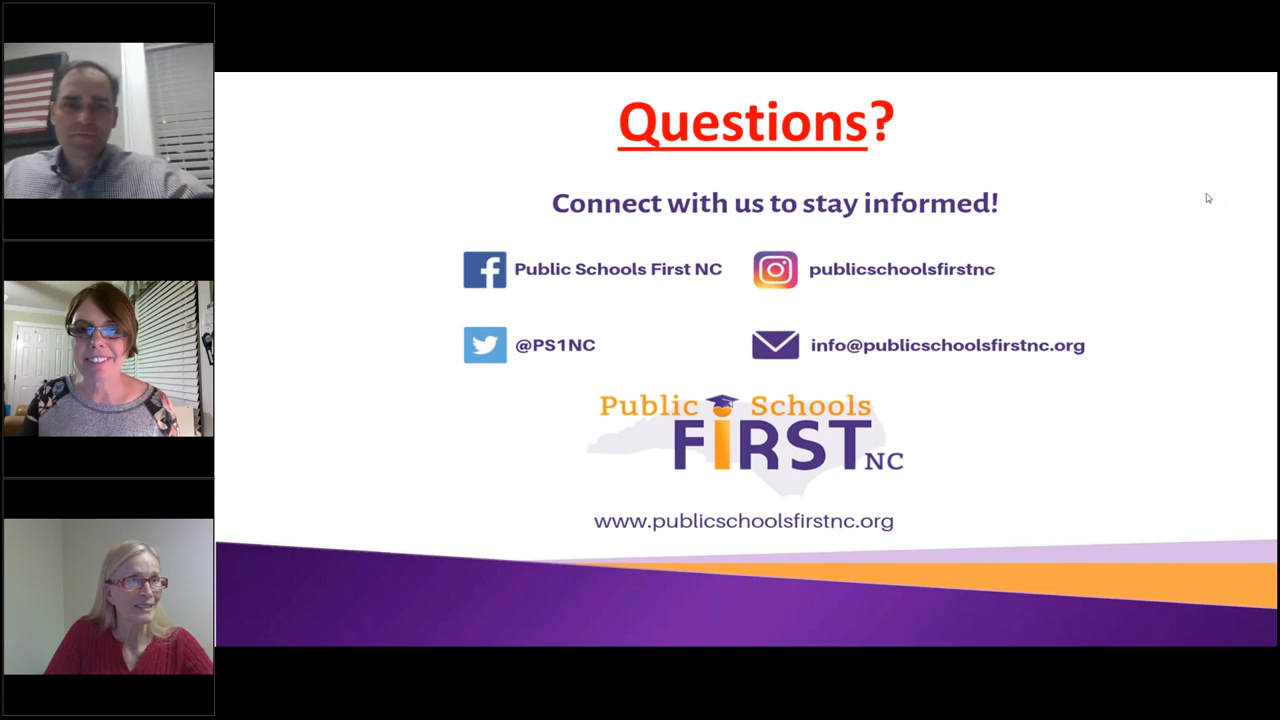 Questions?
Connect with us to stay informed!
Public Schools First NC
publicschoolsfirstnc
@PS1NC
info@publicschoolsfirstnc.org
Public Schools
FiRST NC
www.publicschoolsfirstnc.org